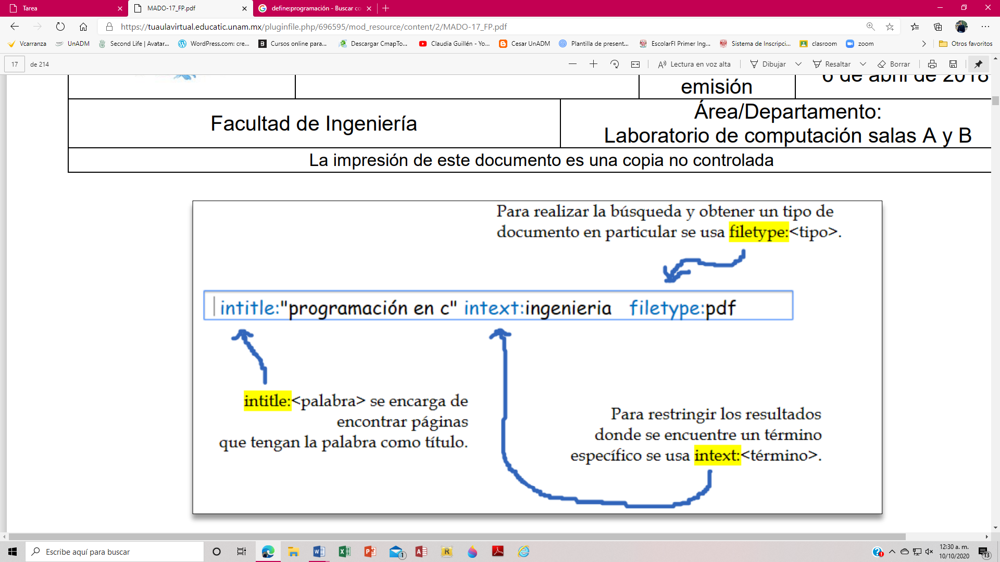 Tarea
MADO-17_FP.pdf
define:programación - Buscar co
https://tuaulavirtual.educatic.unam.mx/pluginfile.php/696595/mod_resource/content/2/MADO-17_FP.pdf
Vcarranza
UnADM
Second Life | Avatar...
WordPress.com: cre...
Cursos online para...
Descargar CmapTo...
Claudia Guillén - Yo...
Cesar UnADM
Plantilla de present...
EscolarFI Primer Ing...
Sistema de Inscripci...
clasroom
zoom
Otros favoritos
17 de 214
Lectura en voz alta
Dibujar
Resaltar
Borrar
emisión
6 de abril de 2018
Facultad de Ingeniería
Área/Departamento:
Laboratorio de computación salas A y B
La impresión de este documento es una copia no controlada
Para realizar la búsqueda y obtener un tipo de
documento en particular se usa filetype:<tipo>.
intitle:"programación en c" intext:ingenieria filetype:pdf
intitle:<palabra> se encarga de
encontrar páginas
que tengan la palabra como título.
Para restringir los resultados
donde se encuentre un término
específico se usa intext:<término>.
Escribe aquí para buscar
1
12:30 a. m.
10/10/2020
13